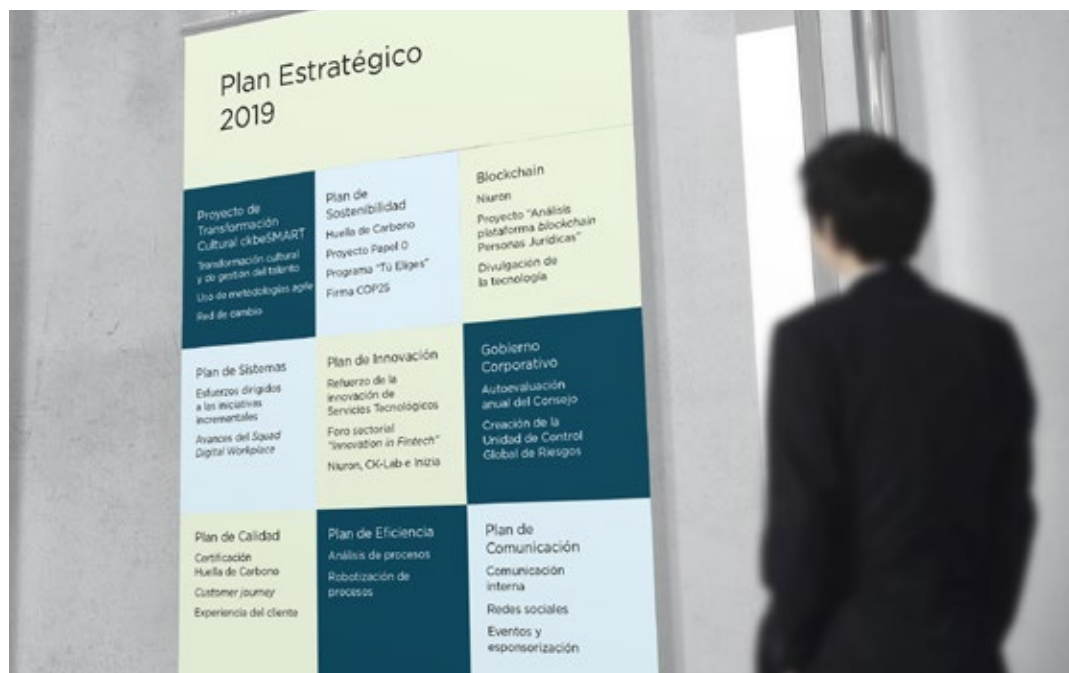 Plan Estratégico
2019
Proyecto de
Transformación
Cultural ckbeSMART
Transformación cultural
y de gestión del talento
Uso de metodologías agile
Red de cambio
Plan de
Sostenibilidad
Huella de Carbono
Proyecto Papel 0
Programa "Tú Eliges"
Firma COP25
Blockchain
Niuron
Proyecto "Análisis
plataforma blockchain
Personas Jurídicas"
Divulgación de
la tecnología
Plan de Sistemas
Esfuerzos dirigidos
a las iniciativas
incrementales
Avances del Squad
Digital Workplace
Plan de Innovación
Refuerzo de la
innovación de
Servicios Tecnológicos
Foro sectorial
"Innovation in Fintech"
Niuron, CK-Lab e Inizia
Gobierno
Corporativo
Autoevaluación
anual del Consejo
Creación de la
Unidad de Control
Global de Riesgos
Plan de Calidad
Certificación
Huella de Carbono
Customer journey
Experiencia del cliente
Plan de Eficiencia
Análisis de procesos
Robotización de
procesos
Plan de
Comunicación
Comunicación
interna
Redes sociales
Eventos y
esponsorización